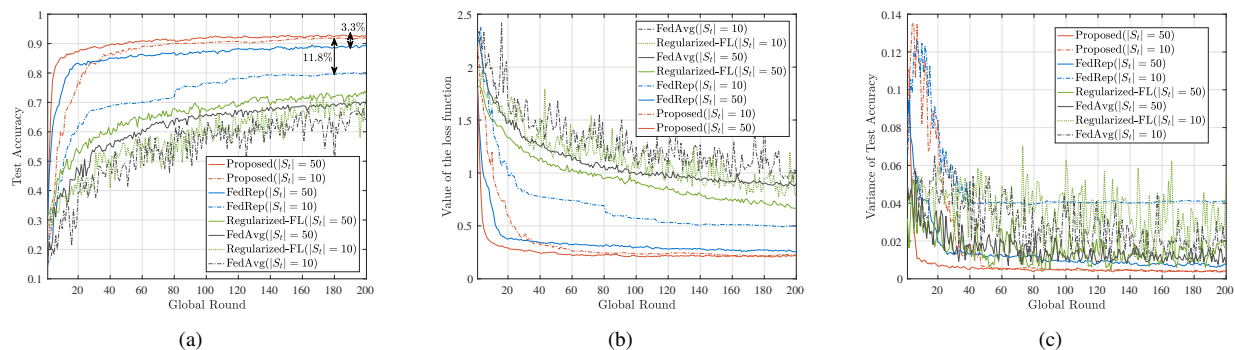 1
0.9
0.8
0.7
0.6
0.5
0.4
0.3
0.2
0.1
Test Accuracy
3.3%
11.8%
Proposed(|S_t| = 50)
Proposed(|S_t| = 10)
FedRep(|S_t| = 50)
FedRep(|S_t| = 10)
Regularized-FL(|S_t| = 50)
FedAvg(|S_t| = 50)
Regularized-FL(|S_t| = 10)
FedAvg(|S_t| = 10)
20 40 60 80 100 120 140 160 180 200
Global Round
(a)
2.5
2
1.5
1
0.5
0
Value of the loss function
FedAvg(|S_t| = 10)
Regularized-FL(|S_t| = 10)
FedAvg(|S_t| = 50)
Regularized-FL(|S_t| = 50)
FedRep(|S_t| = 10)
FedRep(|S_t| = 50)
Proposed(|S_t| = 10)
Proposed(|S_t| = 50)
20 40 60 80 100 120 140 160 180 200
Global Round
(b)
0.14
0.12
0.1
0.08
0.06
0.04
0.02
0
Variance of Test Accuracy
Proposed(|S_t| = 50)
Proposed(|S_t| = 10)
FedRep(|S_t| = 50)
FedRep(|S_t| = 10)
Regularized-FL(|S_t| = 50)
FedAvg(|S_t| = 50)
Regularized-FL(|S_t| = 10)
FedAvg(|S_t| = 10)
20 40 60 80 100 120 140 160 180 200
Global Round
(c)